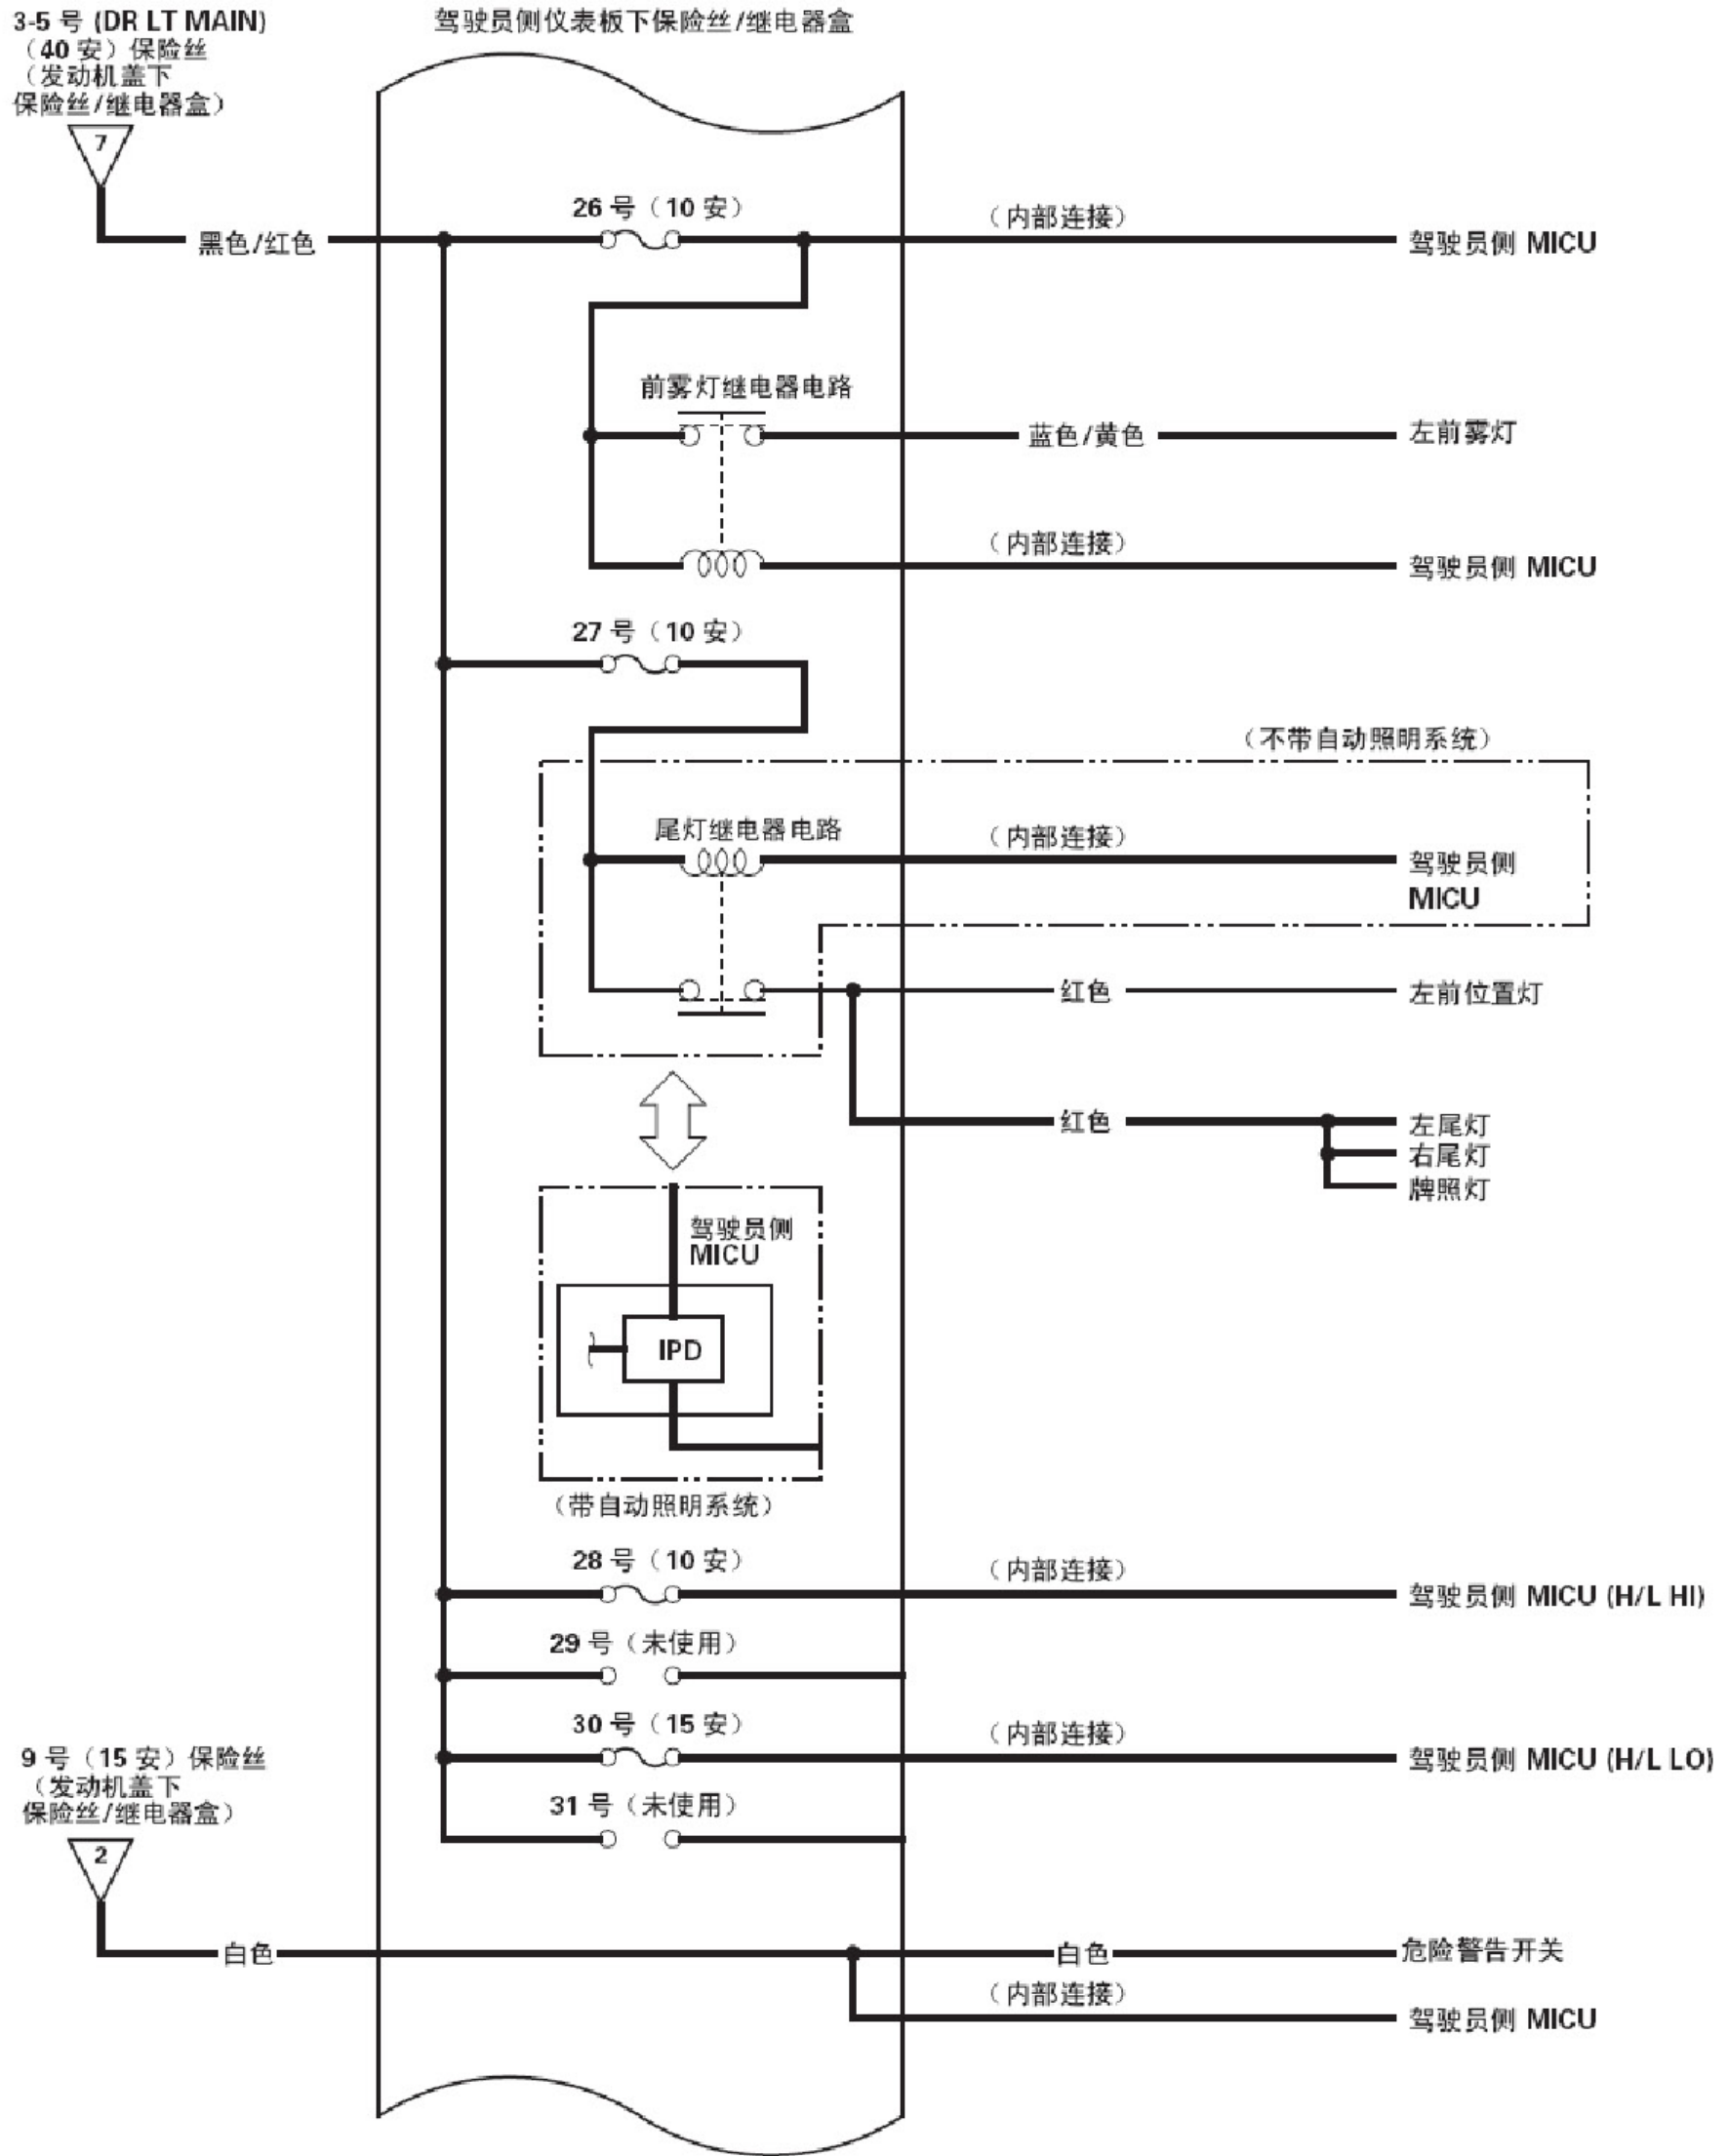 3-5 号 (DR LT MAIN)
（40 安）保险丝
（发动机盖下
保险丝/继电器盒）
7
驾驶员侧仪表板下保险丝/继电器盒
黑色/红色
26 号（10 安）
（内部连接）
驾驶员侧 MICU
前雾灯继电器电路
蓝色/黄色
左前雾灯
（内部连接）
驾驶员侧 MICU
27 号（10 安）
（不带自动照明系统）
尾灯继电器电路
（内部连接）
驾驶员侧
MICU
红色
左前位置灯
红色
左尾灯
右尾灯
牌照灯
驾驶员侧
MICU
IPD
（带自动照明系统）
28 号（10 安）
（内部连接）
驾驶员侧 MICU (H/L HI)
29 号（未使用）
30 号（15 安）
（内部连接）
驾驶员侧 MICU (H/L LO)
31 号（未使用）
9 号（15 安）保险丝
（发动机盖下
保险丝/继电器盒）
2
白色
白色
危险警告开关
（内部连接）
驾驶员侧 MICU